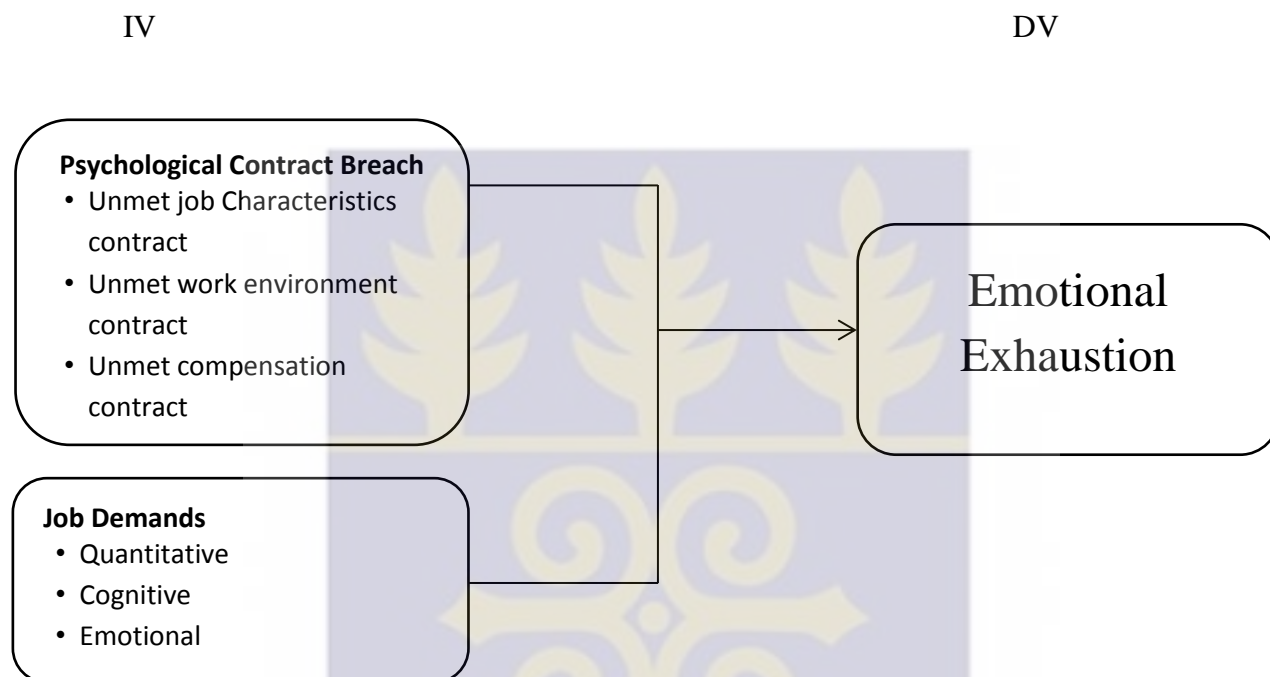 IV
DV
Psychological Contract Breach
• Unmet job Characteristics
contract
• Unmet work environment
contract
• Unmet compensation
contract
Emotional
Exhaustion
Job Demands
• Quantitative
• Cognitive
• Emotional